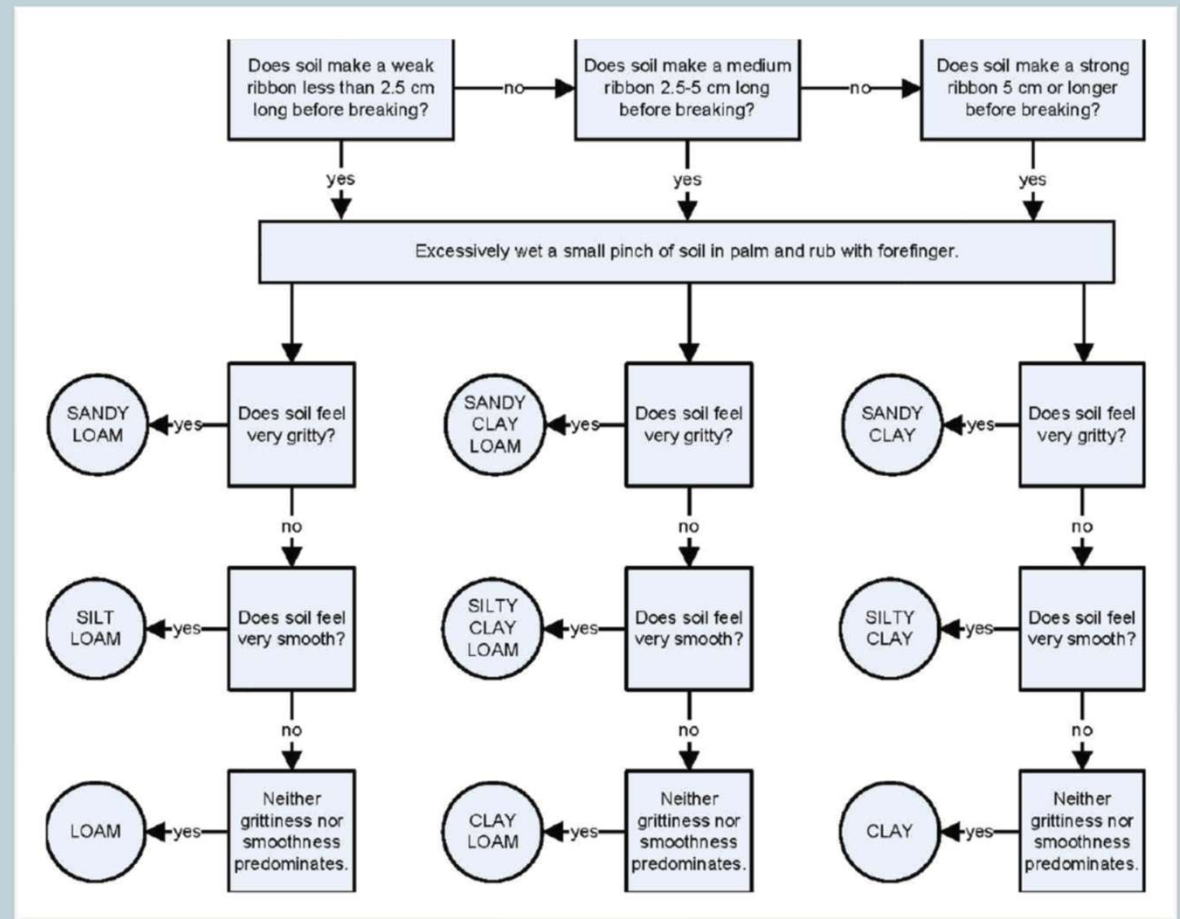 Does soil make a weak
ribbon less than 2.5 cm
long before breaking?
no
Does soil make a medium
ribbon 2.5-5 cm long
before breaking?
no
Does soil make a strong
ribbon 5 cm or longer
before breaking?
yes
yes
yes
Excessively wet a small pinch of soil in palm and rub with forefinger.
SANDY
LOAM
yes
Does soil feel
very gritty?
SANDY
CLAY
LOAM
yes
Does soil feel
very gritty?
SANDY
CLAY
yes
Does soil feel
very gritty?
no
no
no
SILT
LOAM
yes
Does soil feel
very smooth?
SILTY
CLAY
LOAM
yes
Does soil feel
very smooth?
SILTY
CLAY
yes
Does soil feel
very smooth?
no
no
no
LOAM
yes
Neither
grittiness nor
smoothness
predominates.
CLAY
LOAM
yes
Neither
grittiness nor
smoothness
predominates.
CLAY
yes
Neither
grittiness nor
smoothness
predominates.